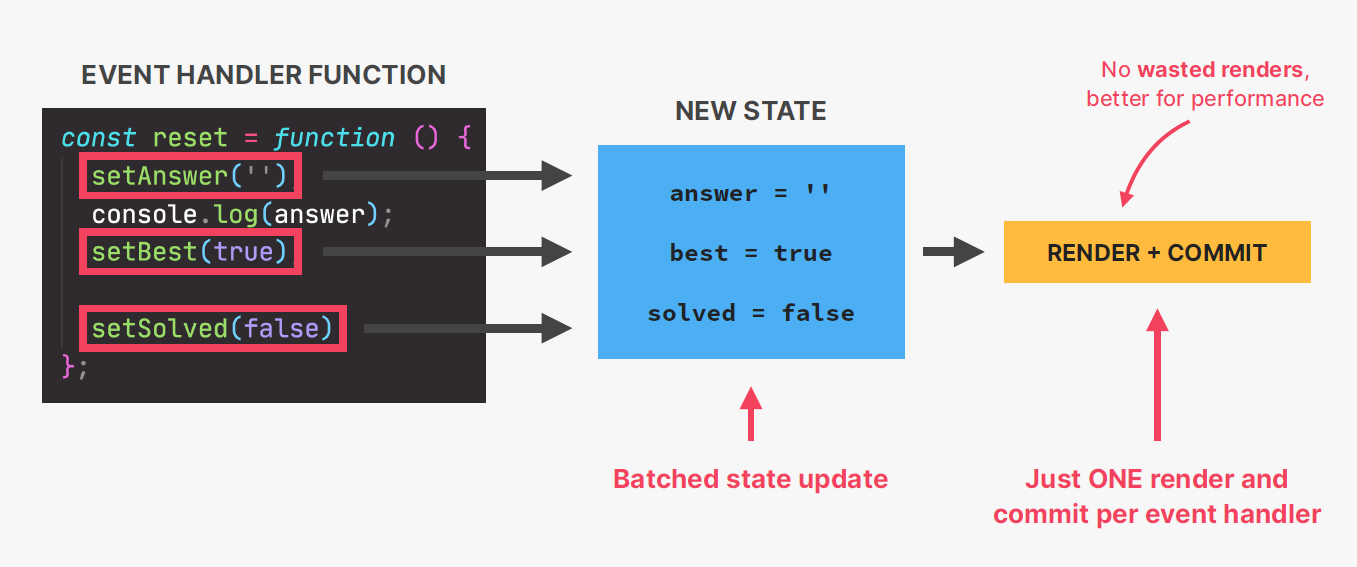 EVENT HANDLER FUNCTION
const reset = function () {
setAnswer('')
console.log(answer);
setBest(true)
setSolved(false)
};
NEW STATE
answer = ''
best = true
solved = false
Batched state update
No wasted renders,
better for performance
RENDER + COMMIT
Just ONE render and
commit per event handler